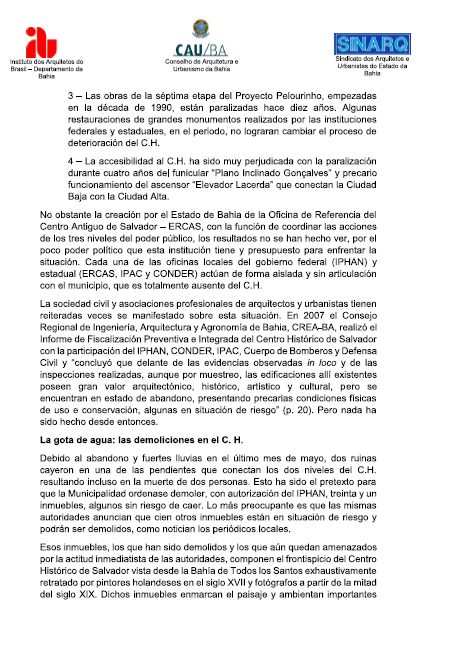 Instituto dos Arquitetos do
Brasil – Departamento da
Bahia
CAU/BA
Conselho de Arquitetura e
Urbanismo da Bahia
SINARQ
Sindicato dos Arquitetos e
Urbanistas do Estado da
Bahia
3 – Las obras de la séptima etapa del Proyecto Pelourinho, empezadas
en la década de 1990, están paralizadas hace diez años. Algunas
restauraciones de grandes monumentos realizados por las instituciones
federales y estaduales, en el periodo, no lograran cambiar el proceso de
deterioración del C.H.
4 – La accesibilidad al C.H. ha sido muy perjudicada con la paralización
durante cuatro años del funicular “Plano Inclinado Gonçalves” y precario
funcionamiento del ascensor “Elevador Lacerda” que conectan la Ciudad
Baja con la Ciudad Alta.
No obstante la creación por el Estado de Bahia de la Oficina de Referencia del
Centro Antiguo de Salvador – ERCAS, con la función de coordinar las acciones
de los tres niveles del poder público, los resultados no se han hecho ver, por el
poco poder político que esta institución tiene y presupuesto para enfrentar la
situación. Cada una de las oficinas locales del gobierno federal (IPHAN) y
estadual (ERCAS, IPAC y CONDER) actúan de forma aislada y sin articulación
con el municipio, que es totalmente ausente del C.H.
La sociedad civil y asociaciones profesionales de arquitectos y urbanistas tienen
reiteradas veces se manifestado sobre esta situación. En 2007 el Consejo
Regional de Ingeniería, Arquitectura y Agronomía de Bahia, CREA–BA, realizó el
Informe de Fiscalización Preventiva e Integrada del Centro Histórico de Salvador
con la participación del IPHAN, CONDER, IPAC, Cuerpo de Bomberos y Defensa
Civil y “concluyó que delante de las evidencias observadas in loco y de las
inspecciones realizadas, aunque por muestreo, las edificaciones allí existentes
poseen gran valor arquitectónico, histórico, artístico y cultural, pero se
encuentran en estado de abandono, presentando precarias condiciones físicas
de uso e conservación, algunas en situación de riesgo” (p. 20). Pero nada ha
sido hecho desde entonces.
La gota de agua: las demoliciones en el C. H.
Debido al abandono y fuertes lluvias en el último mes de mayo, dos ruinas
cayeron en una de las pendientes que conectan los dos niveles del C.H.
resultando incluso en la muerte de dos personas. Esto ha sido el pretexto para
que la Municipalidad ordenase demoler, con autorización del IPHAN, treinta y un
inmuebles, algunos sin riesgo de caer. Lo más preocupante es que las mismas
autoridades anuncian que cien otros inmuebles están en situación de riesgo y
podrán ser demolidos, como notician los periódicos locales.
Esos inmuebles, los que han sido demolidos y los que aún quedan amenazados
por la actitud inmediatista de las autoridades, componen el frontispicio del Centro
Histórico de Salvador vista desde la Bahía de Todos los Santos exhaustivamente
retratado por pintores holandeses en el siglo XVII y fotógrafos a partir de la mitad
del siglo XIX. Dichos inmuebles enmarcan el paisaje y ambientan importantes